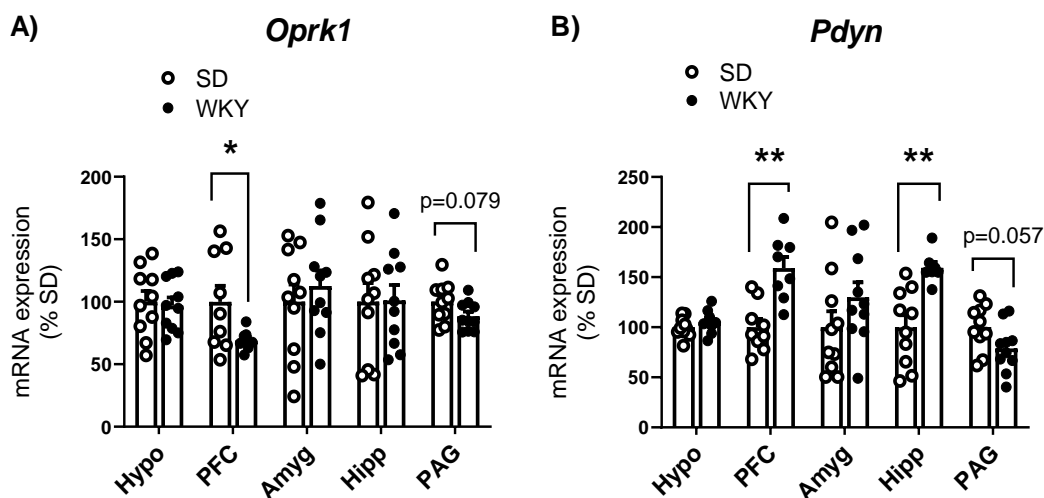 A)
Oprk1
SD
WKY
*
p=0.079
mRNA expression
(% SD)
200
150
100
50
0
Hypo
PFC
Amyg
Hipp
PAG
B)
Pdyn
SD
WKY
**
**
p=0.057
mRNA expression
(% SD)
250
200
150
100
50
0
Hypo
PFC
Amyg
Hipp
PAG